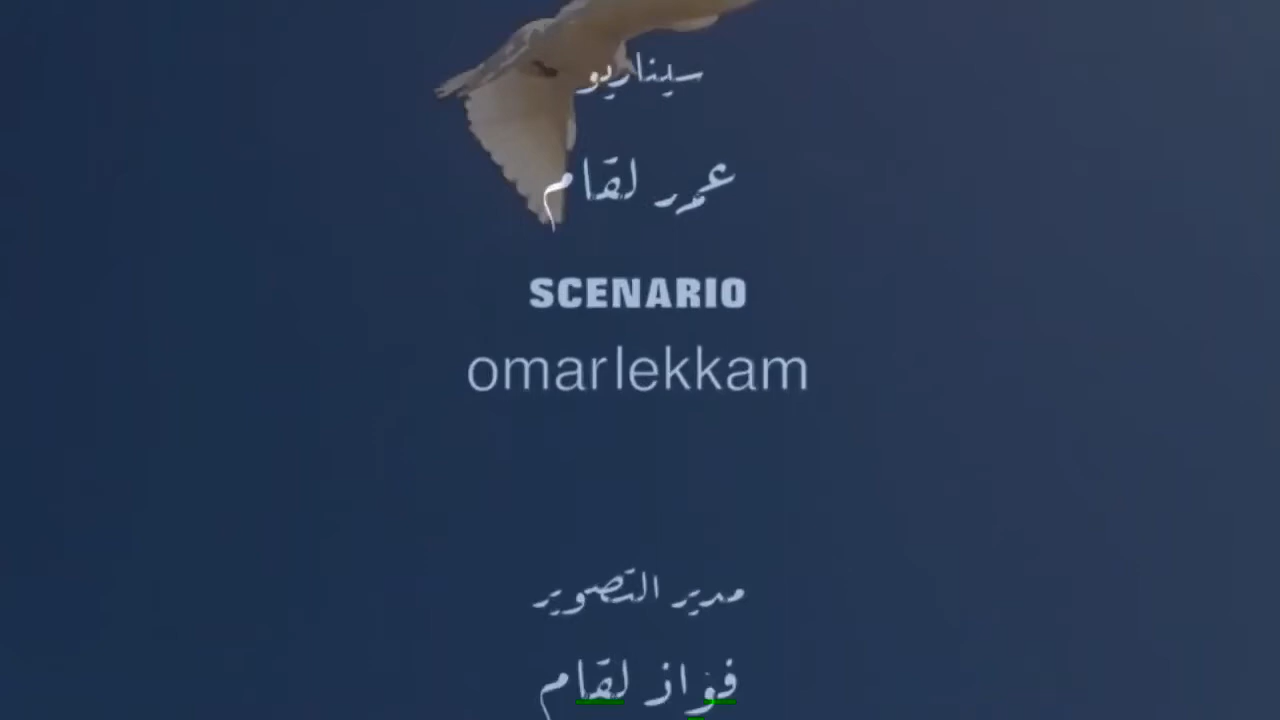 سيناريو
عمر لقام
SCENARIO
omarlekkam
مدير التصوير
فواز لقام